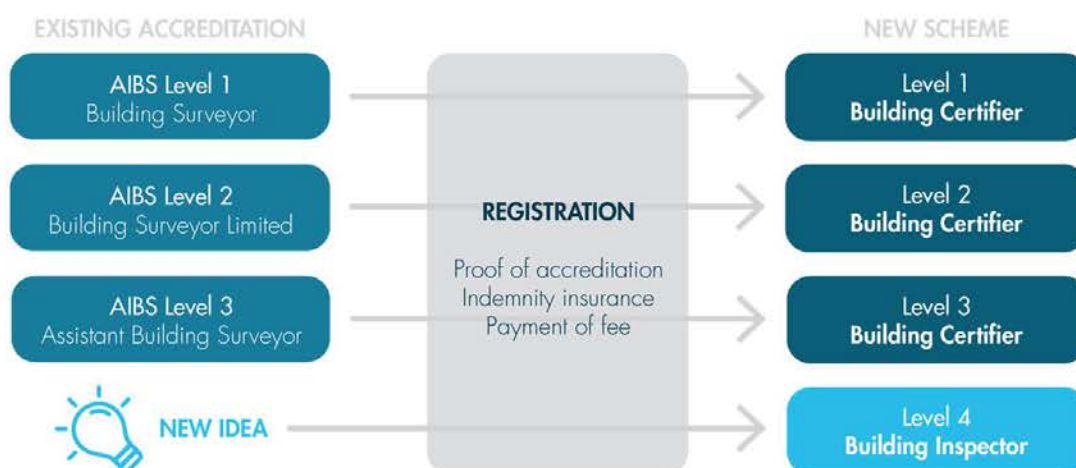 EXISTING ACCREDITATION
NEW SCHEME
AIBS Level 1
Building Surveyor
Level 1
Building Certifier
AIBS Level 2
Building Surveyor Limited
REGISTRATION
Proof of accreditation
Indemnity insurance
Payment of fee
Level 2
Building Certifier
AIBS Level 3
Assistant Building Surveyor
Level 3
Building Certifier
NEW IDEA
Level 4
Building Inspector